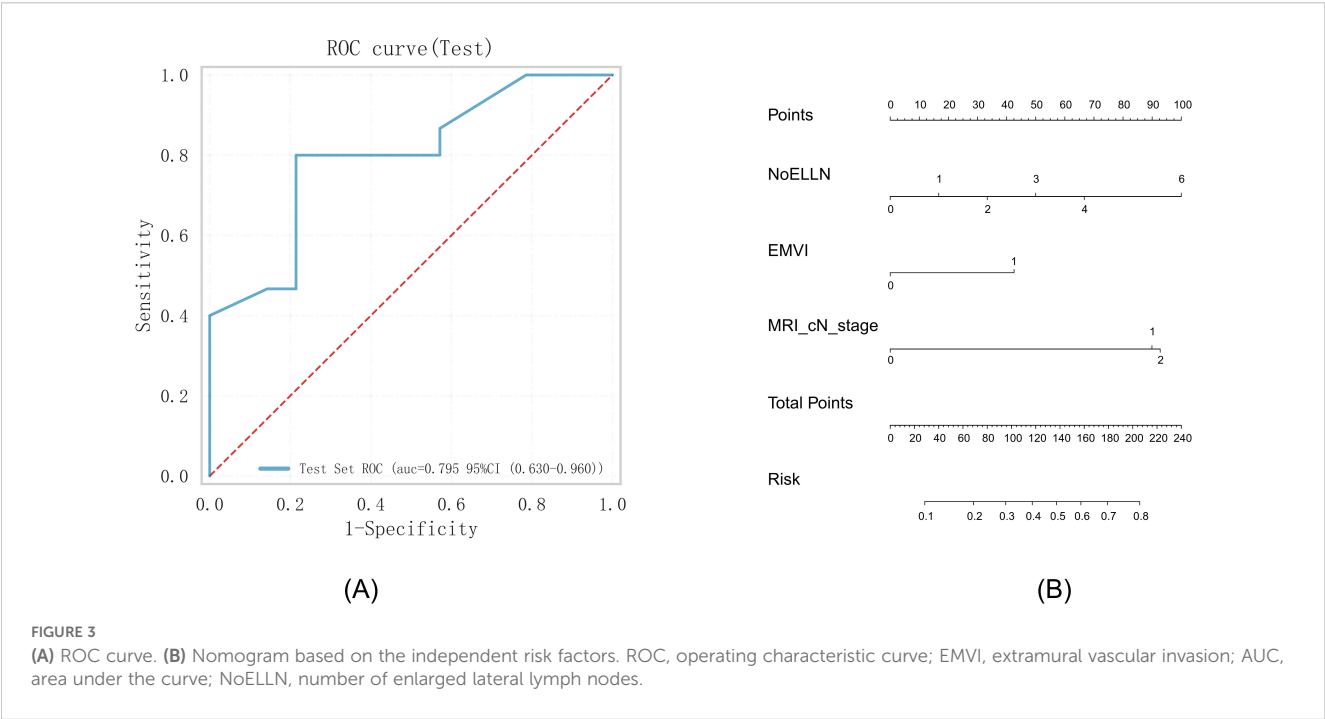 ROC curve(Test)
1.0
0.8
0.6
0.4
0.2
0.0
Sensitivity
Test Set ROC (auc=0.795 95%CI (0.630-0.960))
0.0 0.2 0.4 0.6 0.8 1.0
1-Specificity
(A)
Points
0 10 20 30 40 50 60 70 80 90 100
NoELLN
1 3 6
0 2 4
EMVI
1
0
MRI_cN_stage
1
0 2
Total Points
0 20 40 60 80 100 120 140 160 180 200 220 240
Risk
0.1 0.2 0.3 0.4 0.5 0.6 0.7 0.8
(B)
FIGURE 3
(A) ROC curve. (B) Nomogram based on the independent risk factors. ROC, operating characteristic curve; EMVI, extramural vascular invasion; AUC,
area under the curve; NoELLN, number of enlarged lateral lymph nodes.